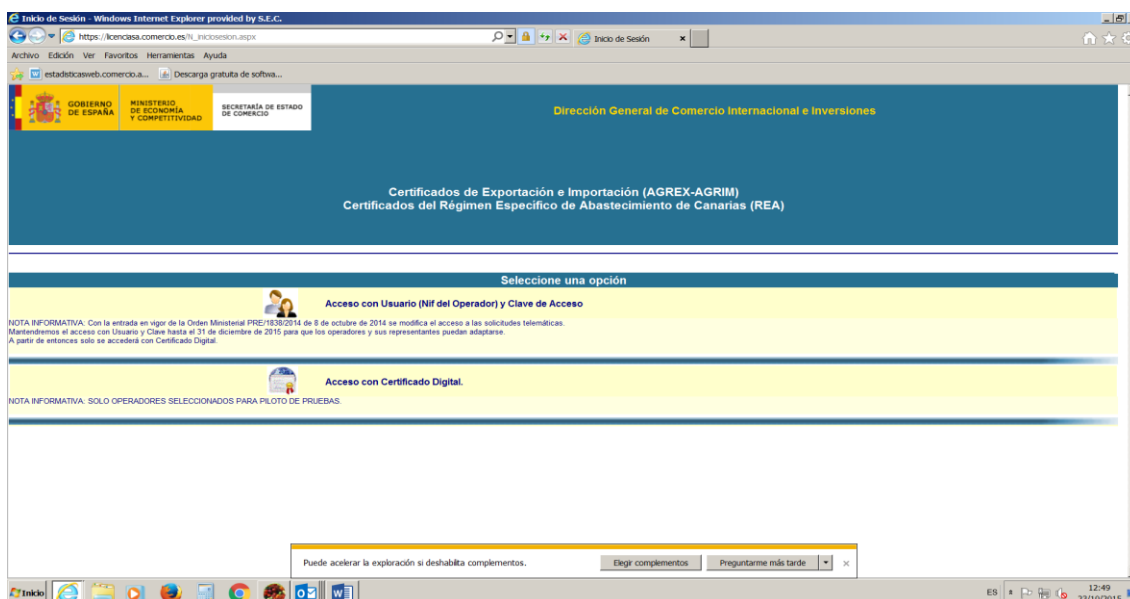 Inicio de Sesión - Windows Internet Explorer provided by S.E.C.
https://licenciasa.comercio.es/N_iniciosesion.aspx
Inicio de Sesión
Archivo Edición Ver Favoritos Herramientas Ayuda
estadisticasweb.comercio.a... Descarga gratuita de softwa...
GOBIERNO DE ESPAÑA
MINISTERIO DE ECONOMÍA Y COMPETITIVIDAD
SECRETARÍA DE ESTADO DE COMERCIO
Dirección General de Comercio Internacional e Inversiones
Certificados de Exportación e Importación (AGREX-AGRIM)
Certificados del Régimen Especifico de Abastecimiento de Canarias (REA)
Seleccione una opción
Acceso con Usuario (Nif del Operador) y Clave de Acceso
NOTA INFORMATIVA: Con la entrada en vigor de la Orden Ministerial PRE/1838/2014 de 8 de octubre de 2014 se modifica el acceso a las solicitudes telemáticas.
Mantendremos el acceso con Usuario y Clave hasta el 31 de diciembre de 2015 para que los operadores y sus representantes puedan adaptarse.
A partir de entonces solo se accederá con Certificado Digital.
Acceso con Certificado Digital.
NOTA INFORMATIVA: SOLO OPERADORES SELECCIONADOS PARA PILOTO DE PRUEBAS.
Puede acelerar la exploración si deshabilita complementos.
Elegir complementos
Preguntarme más tarde
Inicio
ES
12:49